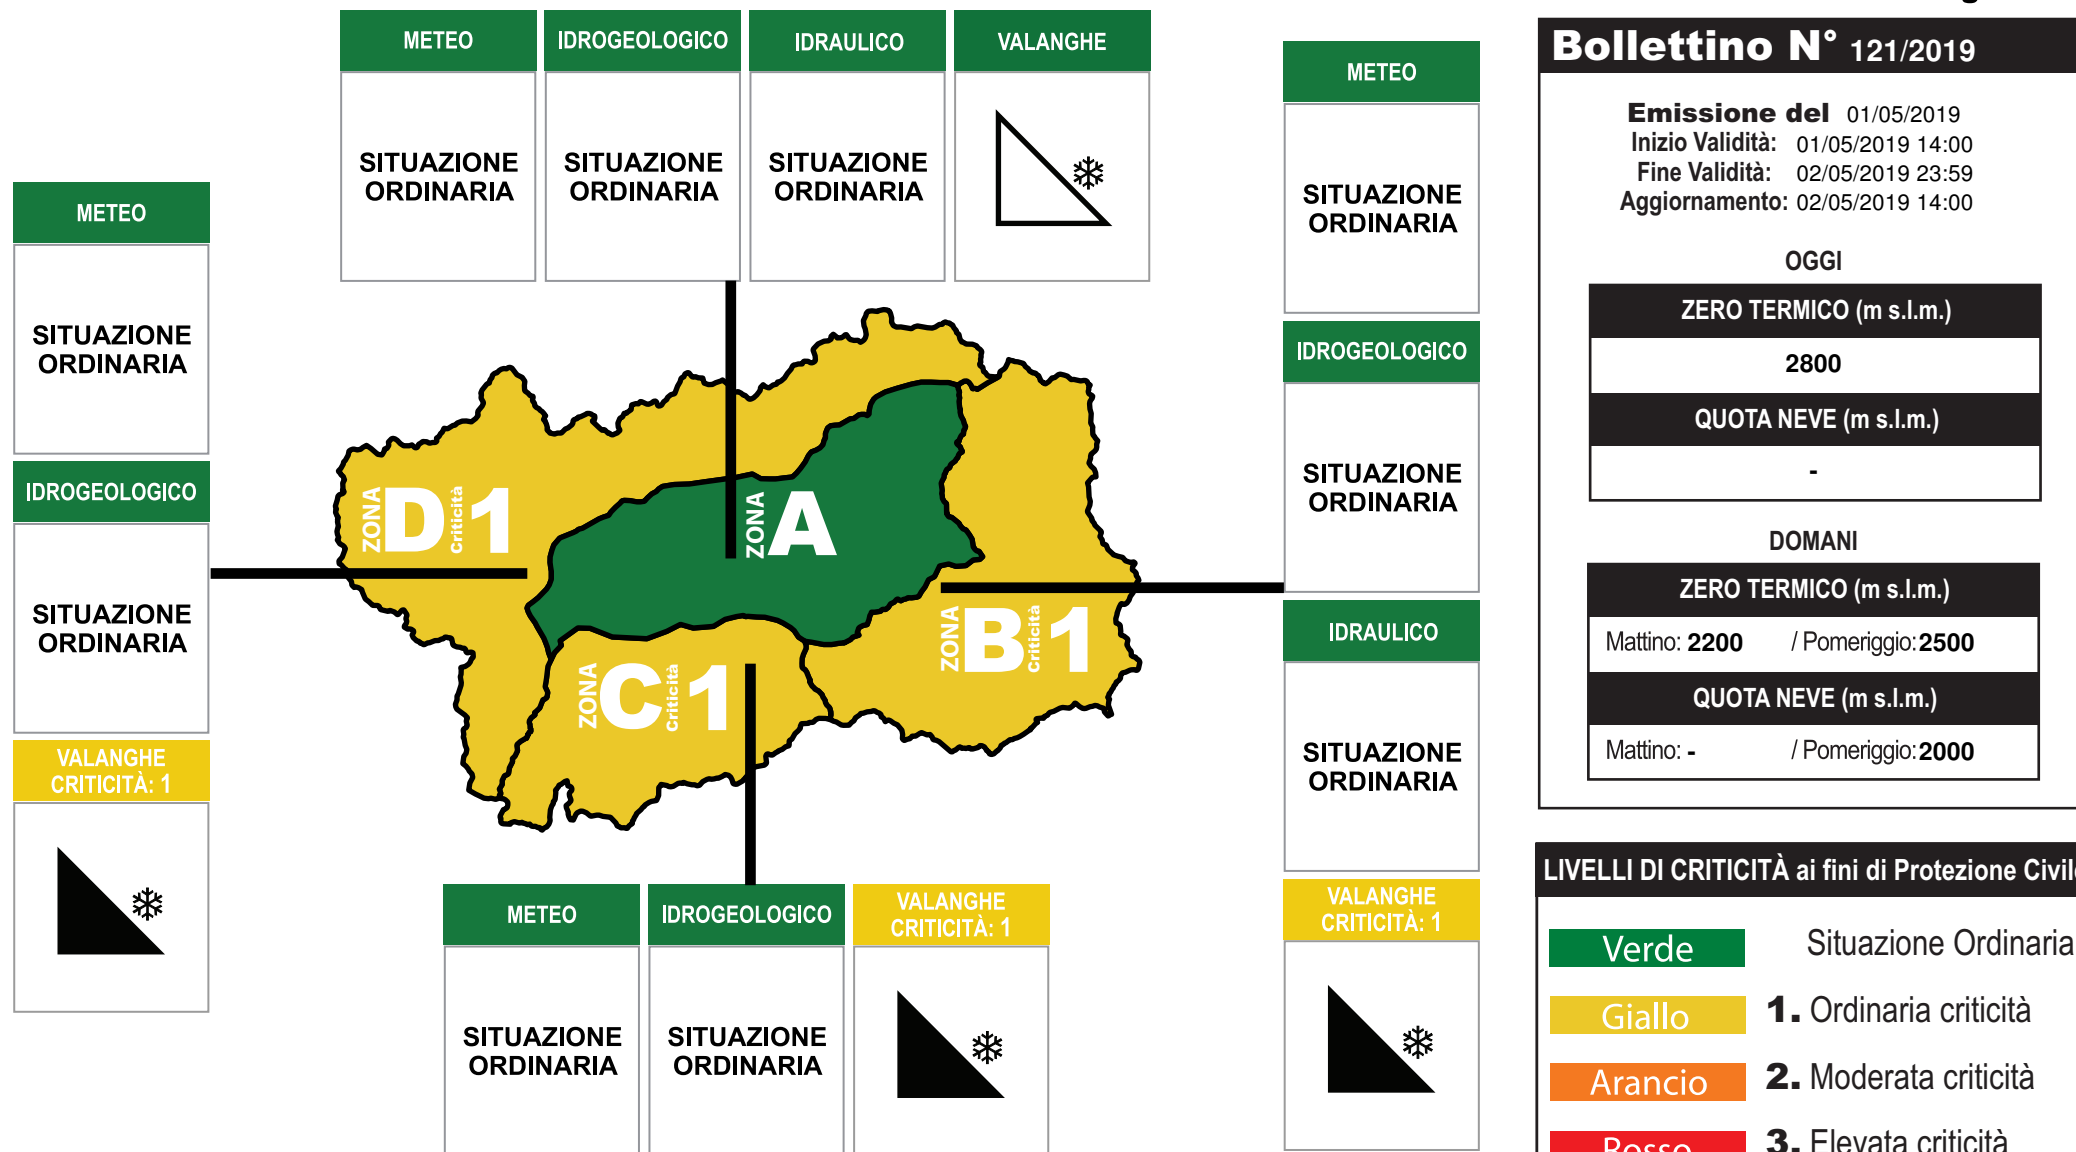 METEO
IDROGEOLOGICO
IDRAULICO
VALANGHE
SITUAZIONE
ORDINARIA
SITUAZIONE
ORDINARIA
SITUAZIONE
ORDINARIA
METEO
SITUAZIONE
ORDINARIA
IDROGEOLOGICO
SITUAZIONE
ORDINARIA
VALANGHE
CRITICITÀ: 1
ZONA D Criticità 1
ZONA A
ZONA C Criticità 1
ZONA B Criticità 1
METEO
IDROGEOLOGICO
VALANGHE
CRITICITÀ: 1
SITUAZIONE
ORDINARIA
SITUAZIONE
ORDINARIA
METEO
SITUAZIONE
ORDINARIA
IDROGEOLOGICO
SITUAZIONE
ORDINARIA
IDRAULICO
SITUAZIONE
ORDINARIA
VALANGHE
CRITICITÀ: 1
Bollettino N° 121/2019
Emissione del 01/05/2019
Inizio Validità: 01/05/2019 14:00
Fine Validità: 02/05/2019 23:59
Aggiornamento: 02/05/2019 14:00
OGGI
ZERO TERMICO (m s.l.m.)
2800
QUOTA NEVE (m s.l.m.)
-
DOMANI
ZERO TERMICO (m s.l.m.)
Mattino: 2200 / Pomeriggio: 2500
QUOTA NEVE (m s.l.m.)
Mattino: - / Pomeriggio: 2000
LIVELLI DI CRITICITÀ ai fini di Protezione Civile
Verde Situazione Ordinaria
Giallo 1. Ordinaria criticità
Arancio 2. Moderata criticità
Rosso 3. Elevata criticità